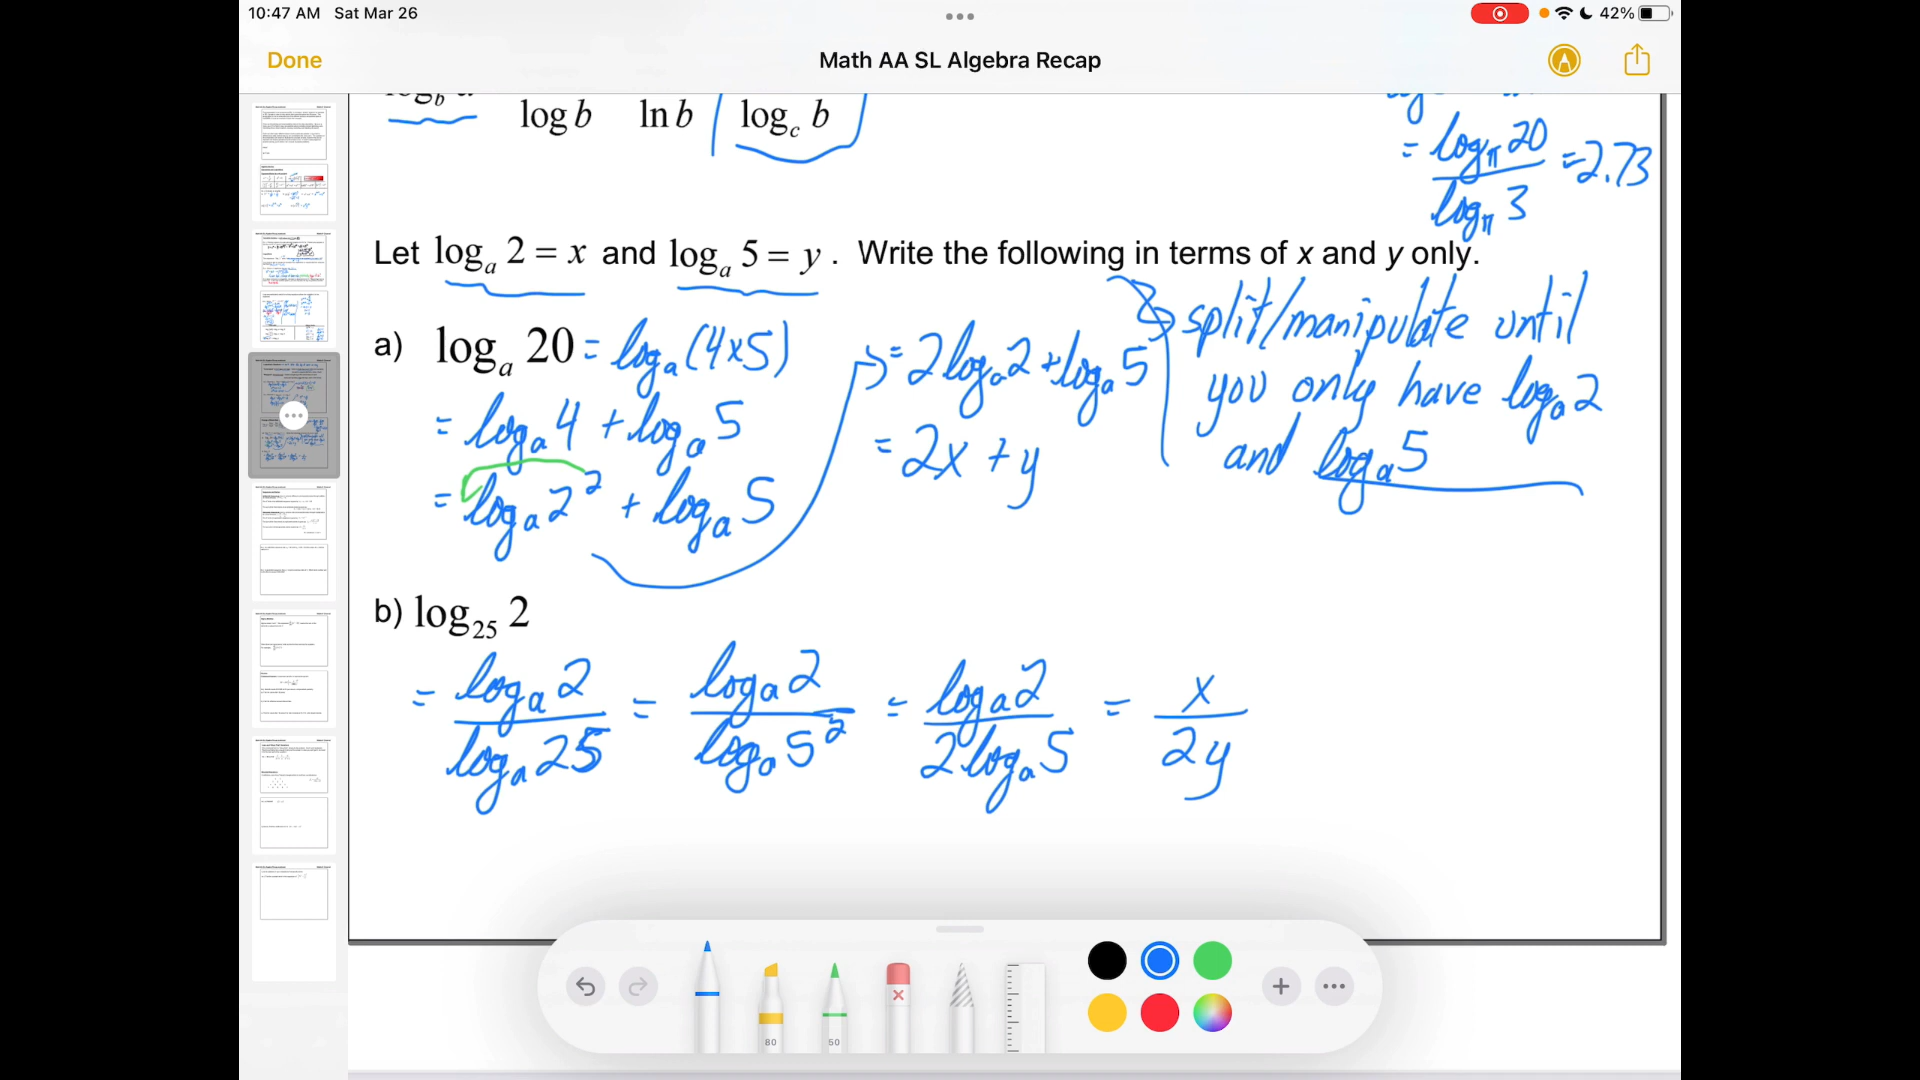 10:47 AM Sat Mar 26
42%
Done
Math AA SL Algebra Recap
log b ln b log_c b
= log_π 20 / log_π 3 = 2.73
Let log_a 2 = x and log_a 5 = y . Write the following in terms of x and y only.
a) log_a 20 = log_a (4×5)
= log_a 4 + log_a 5
= log_a 2² + log_a 5
= 2 log_a 2 + log_a 5
= 2x + y
split/manipulate until
you only have log_a 2
and log_a 5
b) log_25 2
= log_a 2 / log_a 25 = log_a 2 / log_a 5² = log_a 2 / 2 log_a 5 = x / 2y
80
50